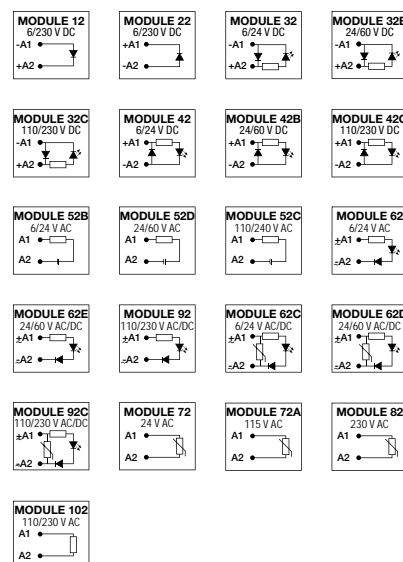 MODULE 12
6/230 V DC
-A1
+A2
MODULE 22
6/230 V DC
+A1
-A2
MODULE 32
6/24 V DC
-A1
+A2
MODULE 32B
24/60 V DC
-A1
+A2
MODULE 32C
110/230 V DC
-A1
+A2
MODULE 42
6/24 V DC
+A1
-A2
MODULE 42B
24/60 V DC
+A1
-A2
MODULE 42C
110/230 V DC
+A1
-A2
MODULE 52B
6/24 V AC
A1
A2
MODULE 52D
24/60 V AC
A1
A2
MODULE 52C
110/240 V AC
A1
A2
MODULE 62
6/24 V AC
±A1
±A2
MODULE 62E
24/60 V AC/DC
±A1
±A2
MODULE 92
110/230 V AC/DC
±A1
±A2
MODULE 62C
6/24 V AC/DC
±A1
±A2
MODULE 62D
24/60 V AC/DC
±A1
±A2
MODULE 92C
110/230 V AC/DC
±A1
±A2
MODULE 72
24 V AC
A1
A2
MODULE 72A
115 V AC
A1
A2
MODULE 82
230 V AC
A1
A2
MODULE 102
110/230 V AC
A1
A2